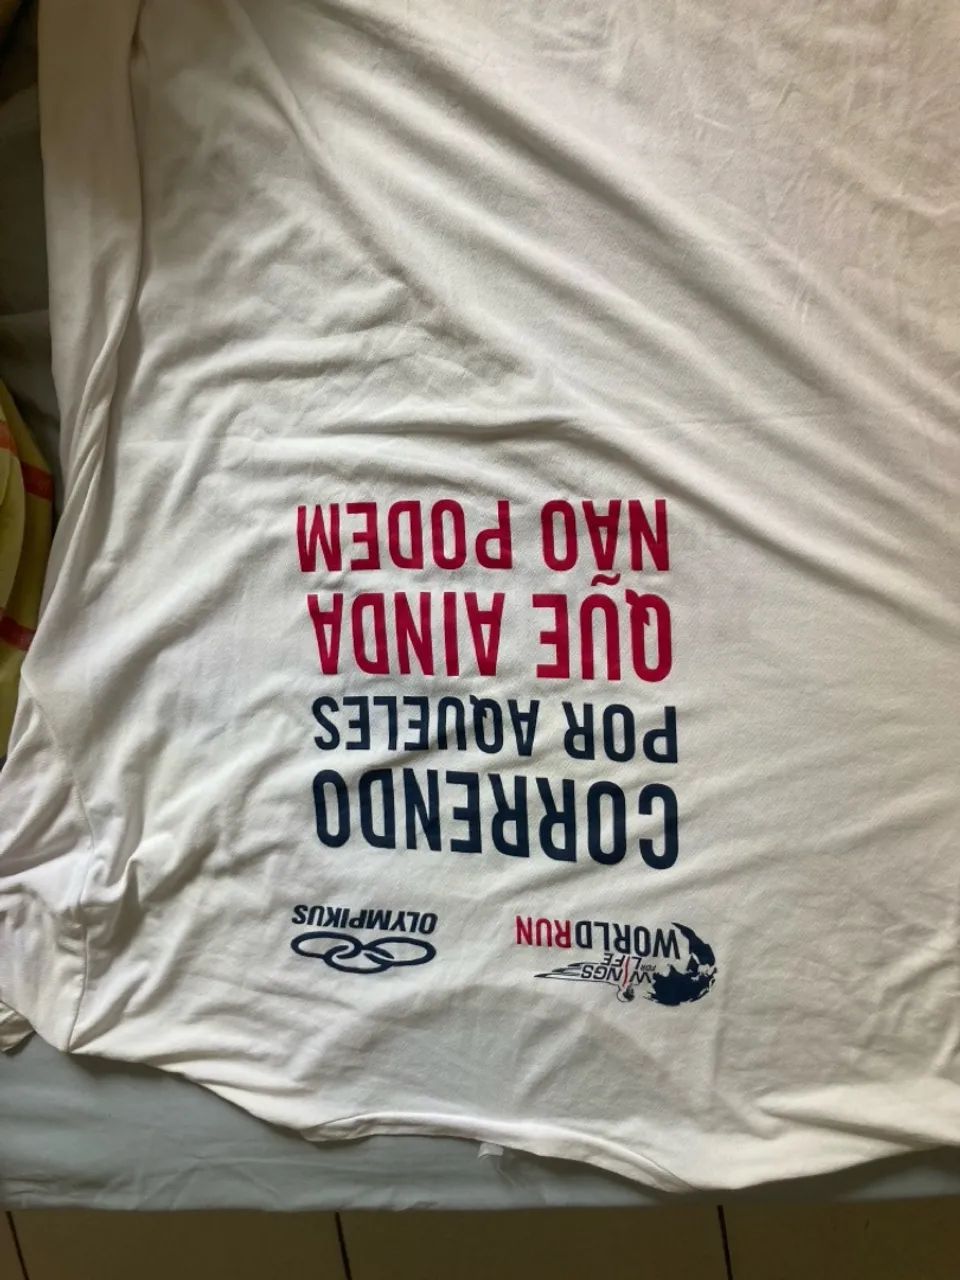 WINGS
FOR LIFE
WORLD RUN
OLYMPIKUS
CORRENDO
POR AQUELES
QUE AINDA
NÃO PODEM